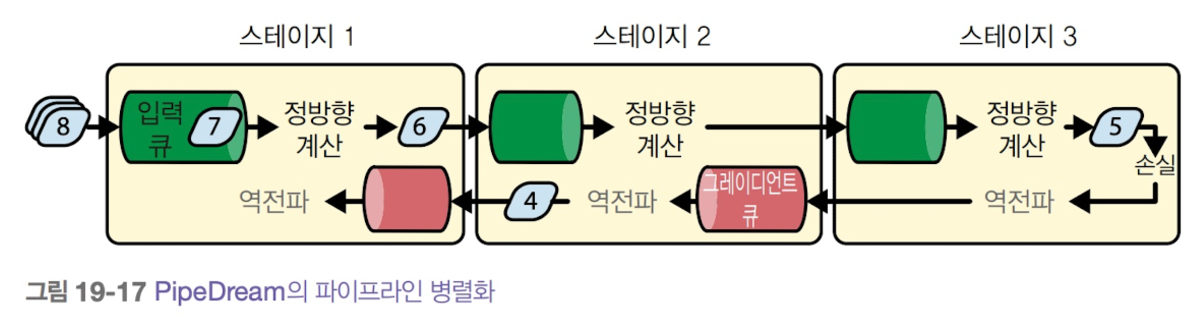 스테이지 1 스테이지 2 스테이지 3
8 입력 큐 7 정방향 계산 6 정방향 계산 정방향 계산 5
손실
역전파 4 역전파 그레이디언트 큐 역전파
그림 19-17 PipeDream의 파이프라인 병렬화